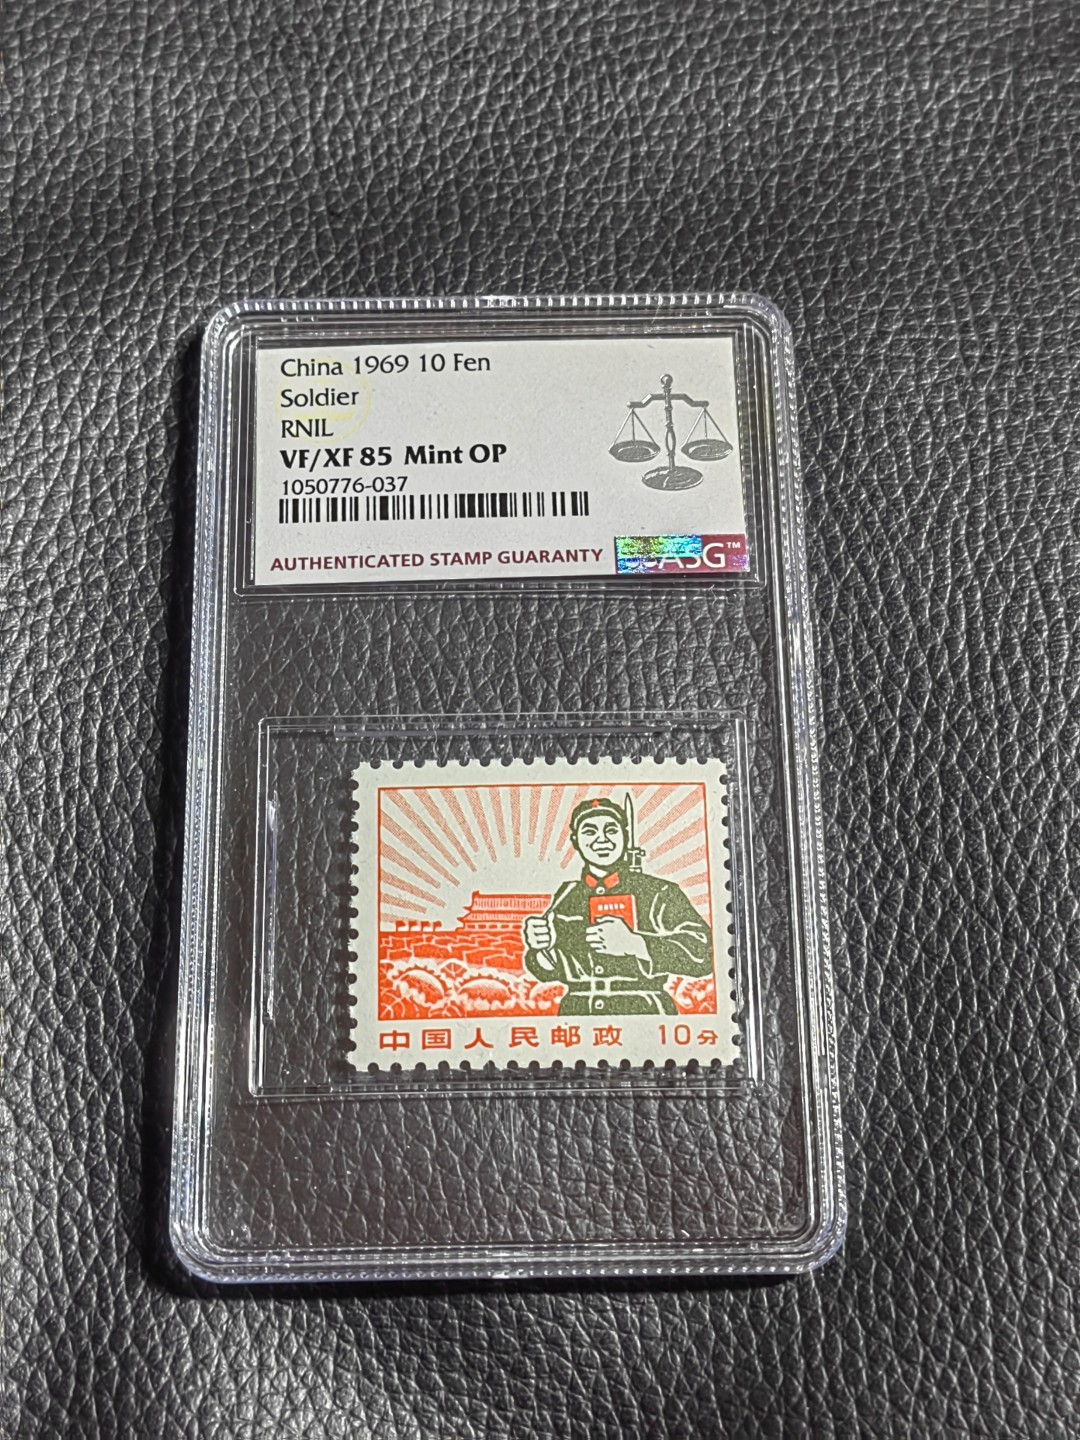 China 1969 10 Fen
Soldier
RNIL
VF/XF 85 Mint OP
1050776-037
AUTHENTICATED STAMP GUARANTY ASG™
中国人民邮政 10分